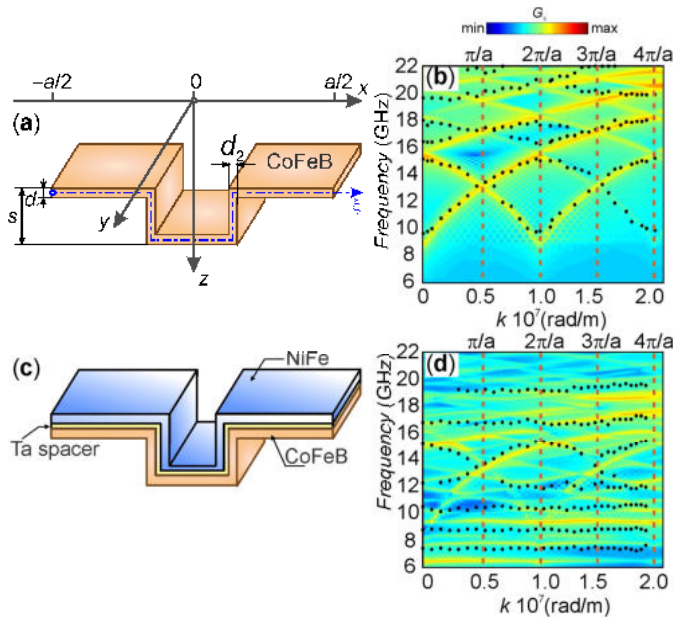 G
min
max
π/a 2π/a 3π/a 4π/a
(b)
22
20
18
16
14
12
10
8
6
Frequency (GHz)
0 0.5 1.0 1.5 2.0
k 10⁷(rad/m)
−a/2 0 a/2 x
(a)
d₂
CoFeB
d
s
ξ
y
z
(c)
NiFe
Ta spacer
CoFeB
π/a 2π/a 3π/a 4π/a
(d)
22
20
18
16
14
12
10
8
6
Frequency (GHz)
0 0.5 1.0 1.5 2.0
k 10⁷(rad/m)